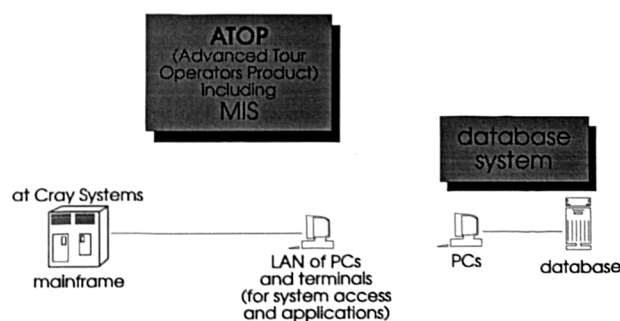 ATOP
(Advanced Tour
Operators Product)
including
MIS
database
system
at Cray Systems
mainframe
LAN of PCs
and terminals
(for system access
and applications)
PCs
database